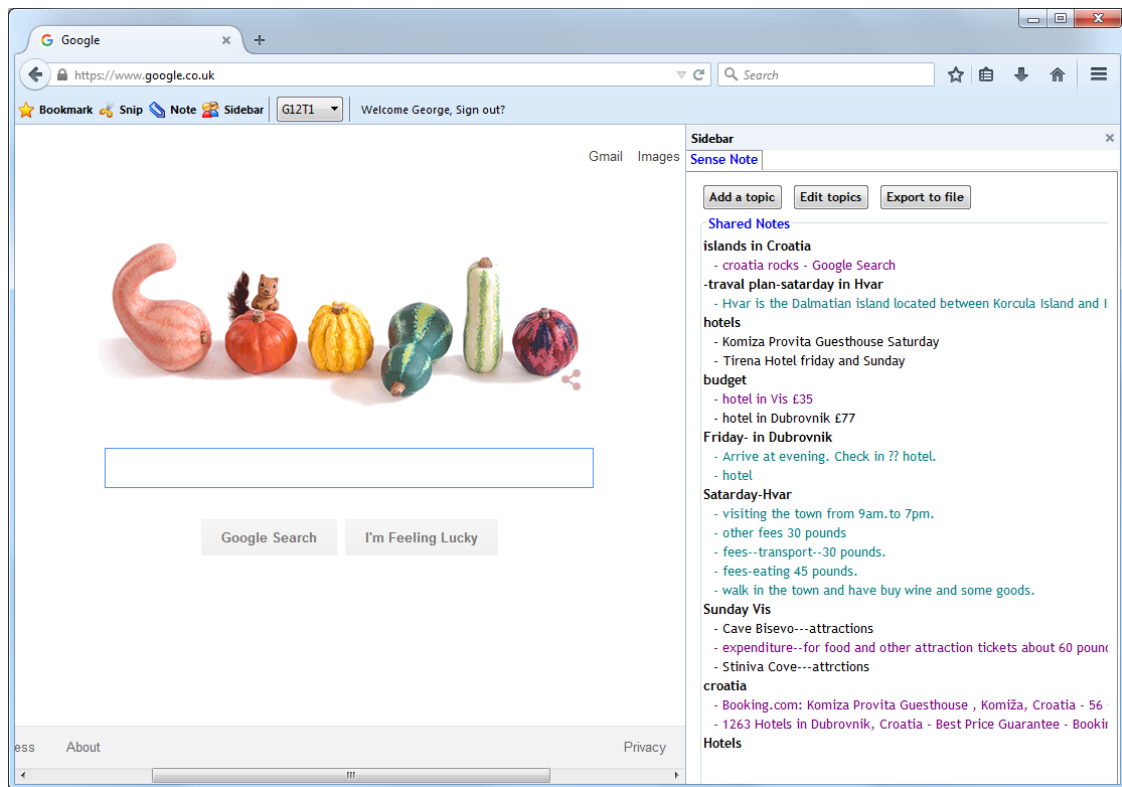 Google
https://www.google.co.uk
Search
Bookmark Snip Note Sidebar G12T1 Welcome George, Sign out?
Gmail Images
Google Search I'm Feeling Lucky
ess About Privacy
Sidebar
Sense Note
Add a topic Edit topics Export to file
Shared Notes
islands in Croatia
- croatia rocks - Google Search
-traval plan-satarday in Hvar
- Hvar is the Dalmatian island located between Korcula Island and
hotels
- Komiza Provita Guesthouse Saturday
- Tirena Hotel friday and Sunday
budget
- hotel in Vis £35
- hotel in Dubrovnik £77
Friday- in Dubrovnik
- Arrive at evening. Check in ?? hotel.
- hotel
Satarday-Hvar
- visiting the town from 9am.to 7pm.
- other fees 30 pounds
- fees--transport--30 pounds.
- fees-eating 45 pounds.
- walk in the town and have buy wine and some goods.
Sunday Vis
- Cave Bisevo---attractions
- expenditure--for food and other attraction tickets about 60 pounc
- Stiniva Cove---attrctions
croatia
- Booking.com: Komiza Provita Guesthouse , Komiža, Croatia - 56
- 1263 Hotels in Dubrovnik, Croatia - Best Price Guarantee - Bookin
Hotels